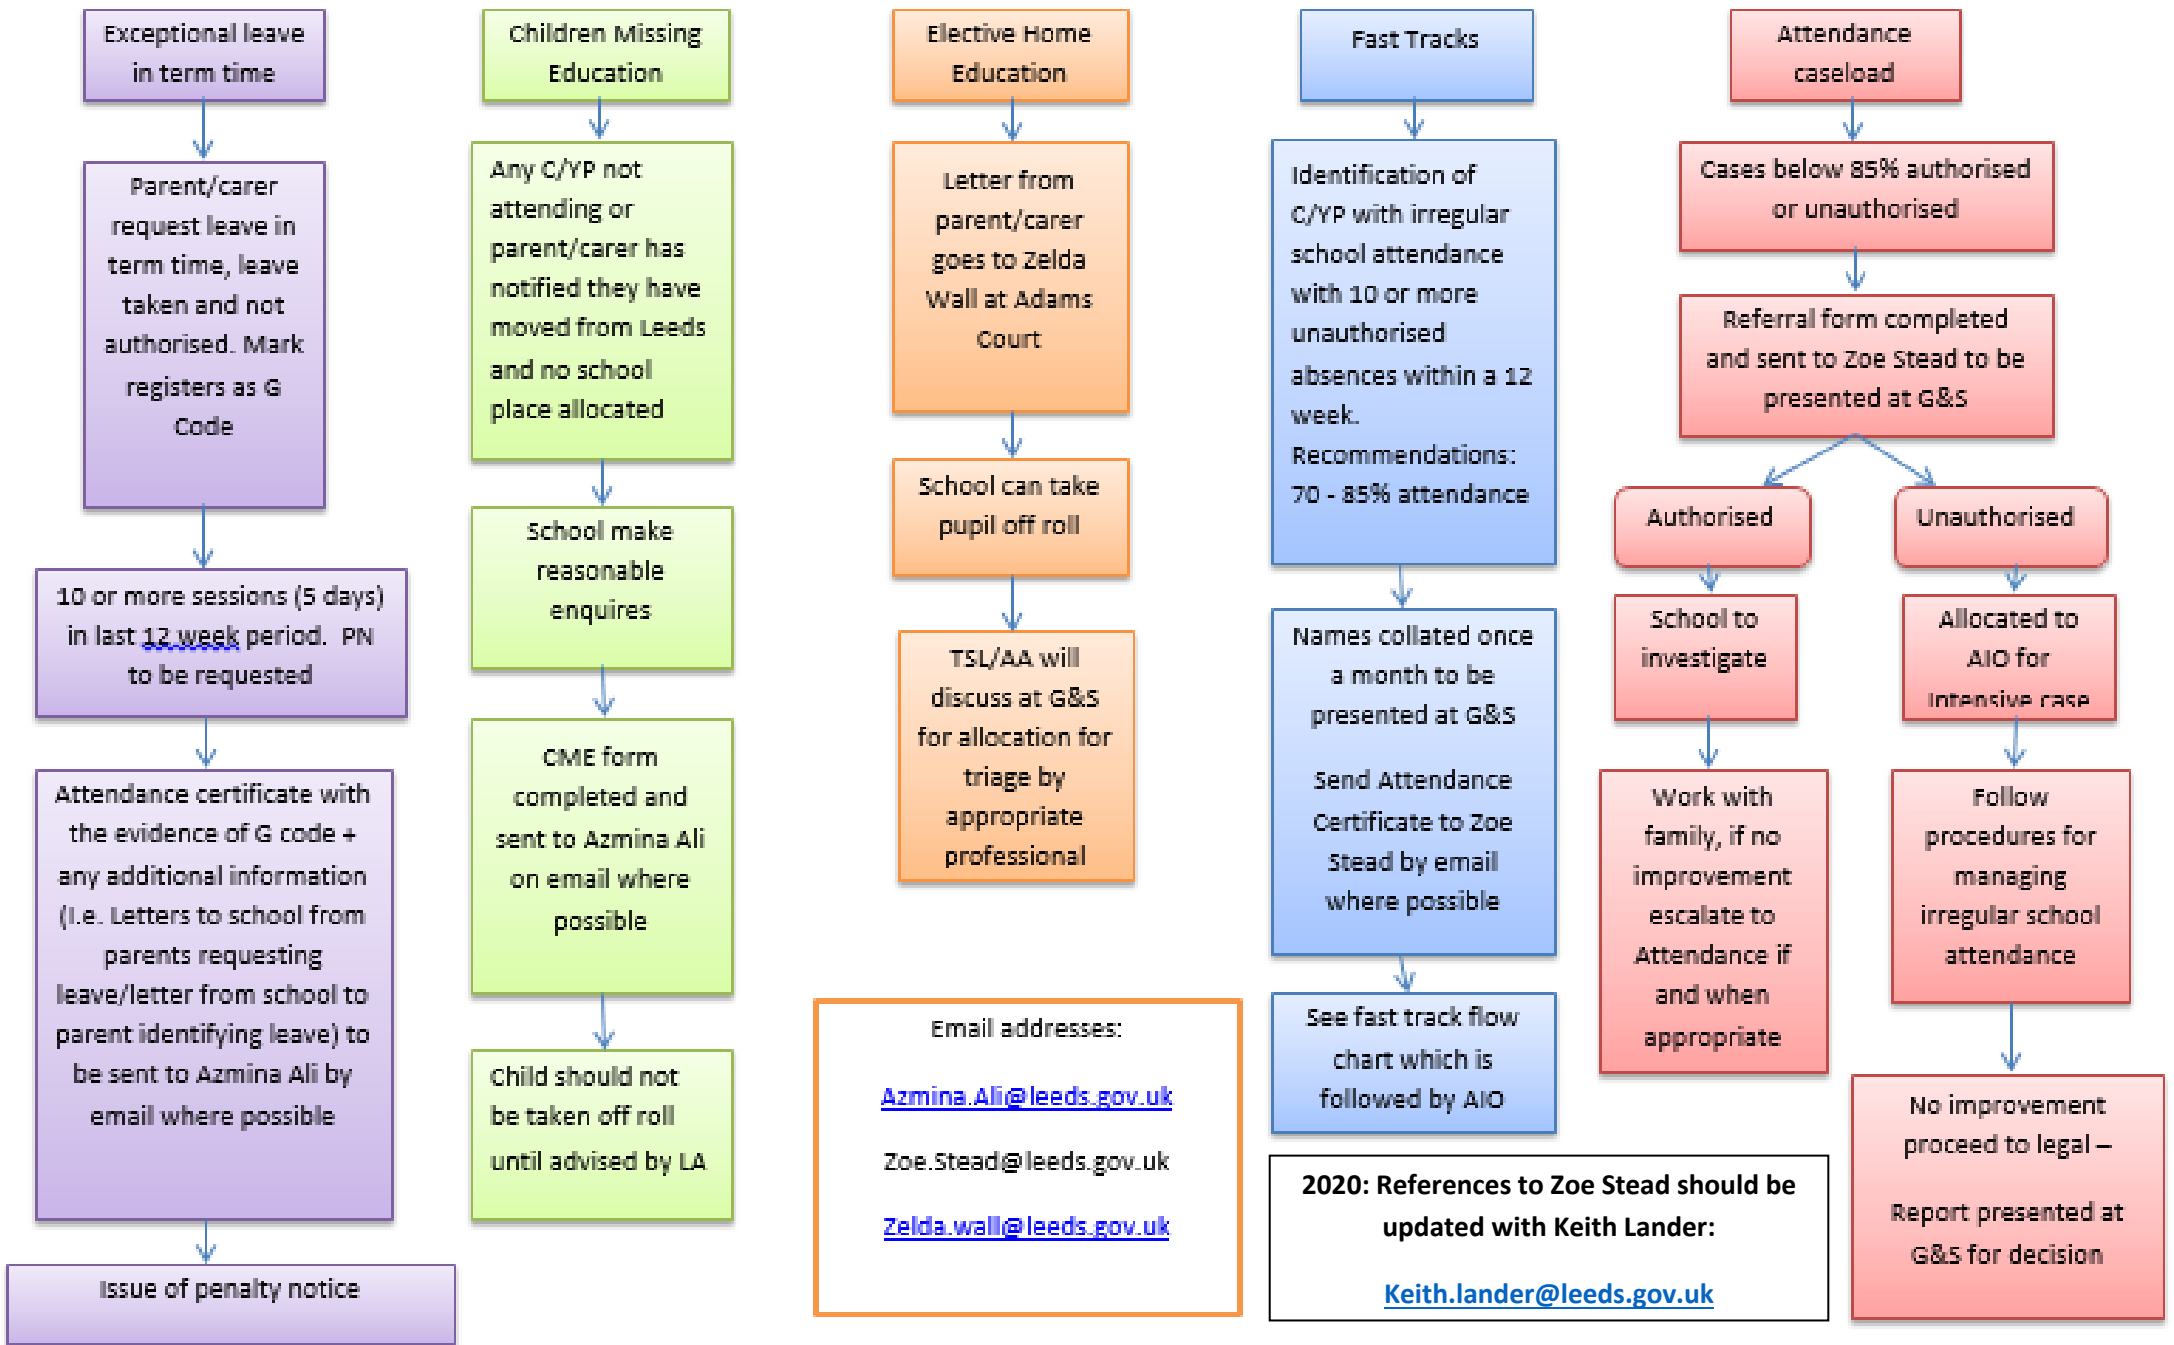 Exceptional leave
in term time
Parent/carer
request leave in
term time, leave
taken and not
authorised. Mark
registers as G
Code
10 or more sessions (5 days)
in last 12 week period.  PN
to be requested
Attendance certificate with
the evidence of G code +
any additional information
(I.e. Letters to school from
parents requesting
leave/letter from school to
parent identifying leave) to
be sent to Azmina Ali by
email where possible
Issue of penalty notice
Children Missing
Education
Any C/YP not
attending or
parent/carer has
notified they have
moved from Leeds
and no school
place allocated
School make
reasonable
enquires
CME form
completed and
sent to Azmina Ali
on email where
possible
Child should not
be taken off roll
until advised by LA
Elective Home
Education
Letter from
parent/carer
goes to Zelda
Wall at Adams
Court
School can take
pupil off roll
TSL/AA will
discuss at G&S
for allocation for
triage by
appropriate
professional
Email addresses:
Azmina.Ali@leeds.gov.uk
Zoe.Stead@leeds.gov.uk
Zelda.wall@leeds.gov.uk
Fast Tracks
Identification of
C/YP with irregular
school attendance
with 10 or more
unauthorised
absences within a 12
week.
Recommendations:
70 - 85% attendance
Names collated once
a month to be
presented at G&S
Send Attendance
Certificate to Zoe
Stead by email
where possible
See fast track flow
chart which is
followed by AIO
2020: References to Zoe Stead should be
updated with Keith Lander:
Keith.lander@leeds.gov.uk
Attendance
caseload
Cases below 85% authorised
or unauthorised
Referral form completed
and sent to Zoe Stead to be
presented at G&S
Authorised
School to
investigate
Work with
family, if no
improvement
escalate to
Attendance if
and when
appropriate
Unauthorised
Allocated to
AIO for
Intensive case
Follow
procedures for
managing
irregular school
attendance
No improvement
proceed to legal –
Report presented at
G&S for decision